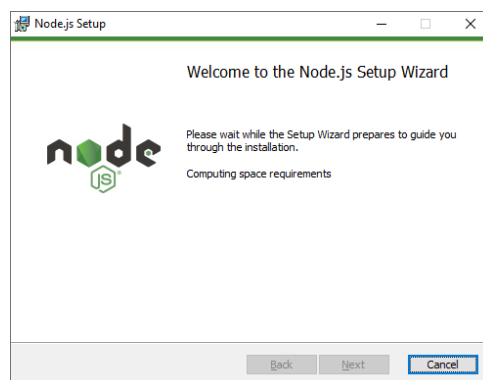 Node.js Setup
Welcome to the Node.js Setup Wizard
Please wait while the Setup Wizard prepares to guide you
through the installation.
Computing space requirements
node
JS
Back Next Cancel